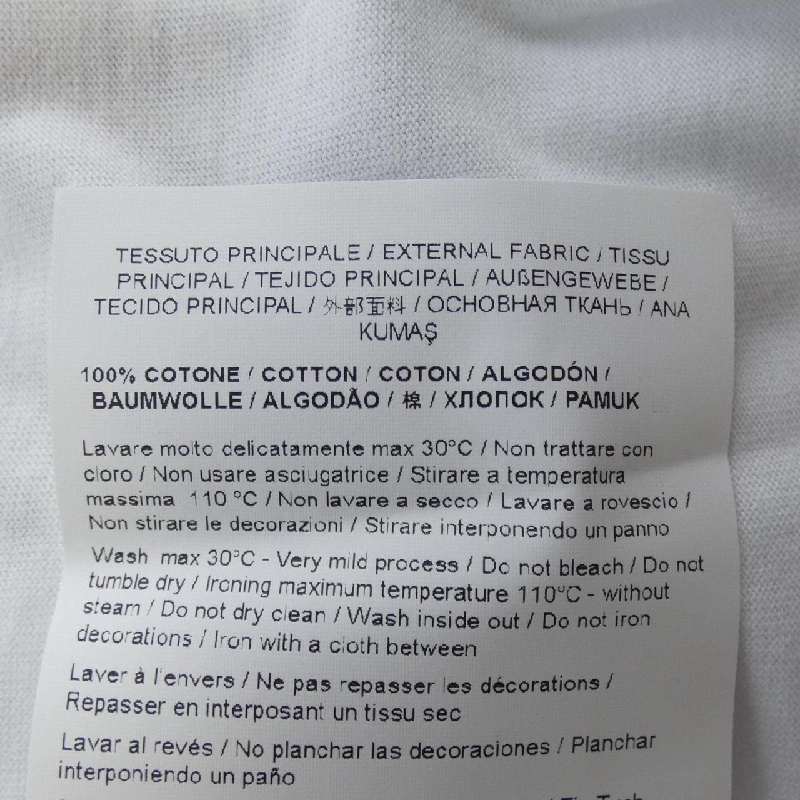 TESSUTO PRINCIPALE / EXTERNAL FABRIC / TISSU
PRINCIPAL / TEJIDO PRINCIPAL / AUßENGEWEBE /
TECIDO PRINCIPAL / 外部面料 / ОСНОВНАЯ ТКАНЬ / ANA
KUMAŞ
100% COTONE / COTTON / COTON / ALGODÓN /
BAUMWOLLE / ALGODÃO / 棉 / ХЛОПОК / PAMUK
Lavare molto delicatamente max 30°C / Non trattare con
cloro / Non usare asciugatrice / Stirare a temperatura
massima 110 °C / Non lavare a secco / Lavare a rovescio /
Non stirare le decorazioni / Stirare interponendo un panno
Wash max 30°C - Very mild process / Do not bleach / Do not
tumble dry / Ironing maximum temperature 110°C - without
steam / Do not dry clean / Wash inside out / Do not iron
decorations / Iron with a cloth between
Laver à l'envers / Ne pas repasser les décorations /
Repasser en interposant un tissu sec
Lavar al revés / No planchar las decoraciones / Planchar
interponiendo un paño